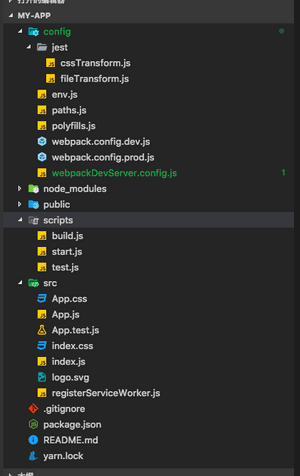 MY-APP
config
jest
cssTransform.js
fileTransform.js
env.js
paths.js
polyfills.js
webpack.config.dev.js
webpack.config.prod.js
webpackDevServer.config.js 1
node_modules
public
scripts
build.js
start.js
test.js
src
App.css
App.js
App.test.js
index.css
index.js
logo.svg
registerServiceWorker.js
.gitignore
package.json
README.md
yarn.lock